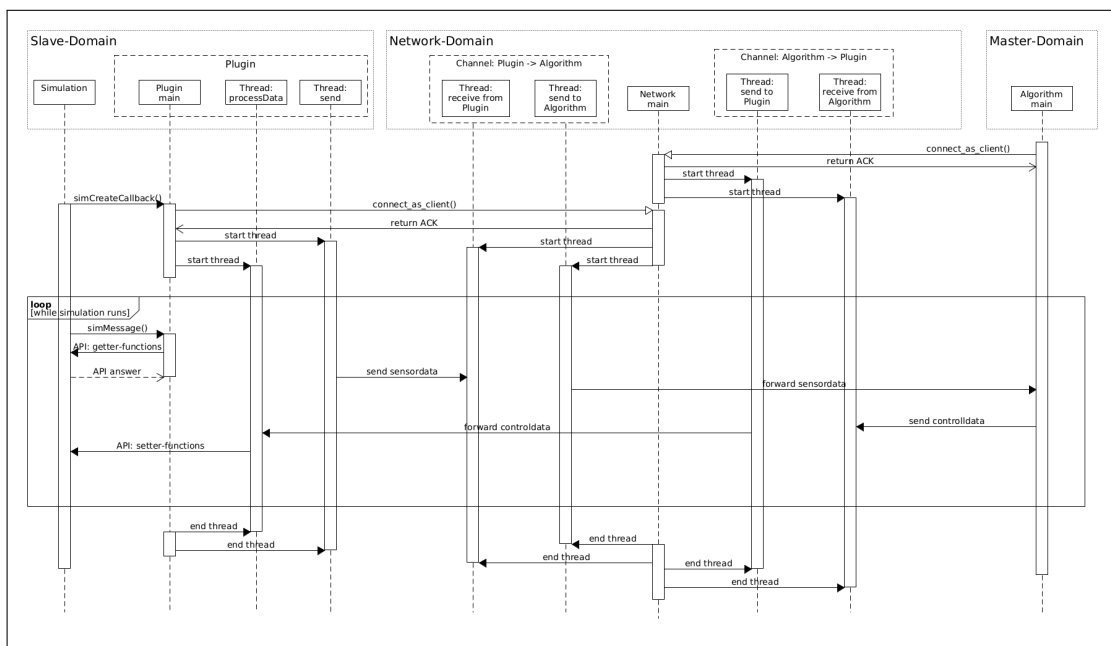 Slave-Domain
Network-Domain
Master-Domain
Plugin
Channel: Plugin -> Algorithm
Channel: Algorithm -> Plugin
Simulation
Plugin
main
Thread:
processData
Thread:
send
Thread:
receive from
Plugin
Thread:
send to
Algorithm
Network
main
Thread:
send to
Plugin
Thread:
receive from
Algorithm
Algorithm
main
connect_as_client()
return ACK
start thread
start thread
simCreateCallback()
connect_as_client()
return ACK
start thread
start thread
start thread
start thread
loop
[while simulation runs]
simMessage()
API: getter-functions
API answer
send sensordata
forward sensordata
send controlldata
forward controldata
API: setter-functions
end thread
end thread
end thread
end thread
end thread
end thread